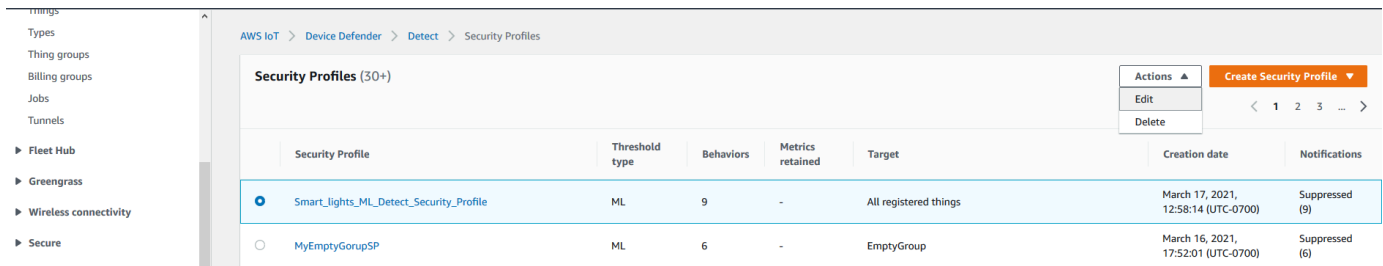 Things
Types
Thing groups
Billing groups
Jobs
Tunnels
Fleet Hub
Greengrass
Wireless connectivity
Secure
AWS IoT > Device Defender > Detect > Security Profiles
Security Profiles (30+)
Actions
Create Security Profile
Edit
Delete
< 1 2 3 ... >
Security Profile
Threshold
type
Behaviors
Metrics
retained
Target
Creation date
Notifications
Smart_lights_ML_Detect_Security_Profile
ML
9
-
All registered things
March 17, 2021,
12:58:14 (UTC-0700)
Suppressed
(9)
MyEmptyGorupSP
ML
6
-
EmptyGroup
March 16, 2021,
17:52:01 (UTC-0700)
Suppressed
(6)